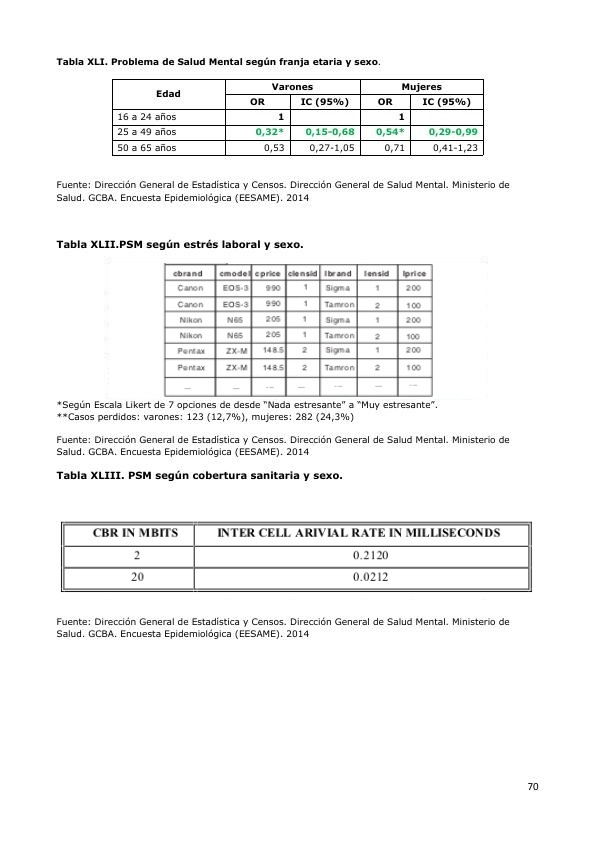 Tabla XLI. Problema de Salud Mental según franja etaria y sexo.
Edad Varones Mujeres
OR IC (95%) OR IC (95%)
16 a 24 años 1 1
25 a 49 años 0,32* 0,15-0,68 0,54* 0,29-0,99
50 a 65 años 0,53 0,27-1,05 0,71 0,41-1,23
Fuente: Dirección General de Estadística y Censos. Dirección General de Salud Mental. Ministerio de
Salud. GCBA. Encuesta Epidemiológica (EESAME). 2014
Tabla XLII.PSM según estrés laboral y sexo.
cbrand cmodel cprice clensid lbrand lensid lprice
Canon EOS-3 990 1 Sigma 1 200
Canon EOS-3 990 1 Tamron 2 100
Nikon N65 205 1 Sigma 1 200
Nikon N65 205 1 Tamrom 2 100
Pentax ZX-M 148.5 2 Sigma 1 200
Pentax ZX-M 148.5 2 Tamrom 2 100
... ... ... ... ... ... ...
*Según Escala Likert de 7 opciones de desde “Nada estresante” a “Muy estresante”.
**Casos perdidos: varones: 123 (12,7%), mujeres: 282 (24,3%)
Fuente: Dirección General de Estadística y Censos. Dirección General de Salud Mental. Ministerio de
Salud. GCBA. Encuesta Epidemiológica (EESAME). 2014
Tabla XLIII. PSM según cobertura sanitaria y sexo.
CBR IN MBITS INTER CELL ARIVIAL RATE IN MILLISECONDS
2 0.2120
20 0.0212
Fuente: Dirección General de Estadística y Censos. Dirección General de Salud Mental. Ministerio de
Salud. GCBA. Encuesta Epidemiológica (EESAME). 2014
70